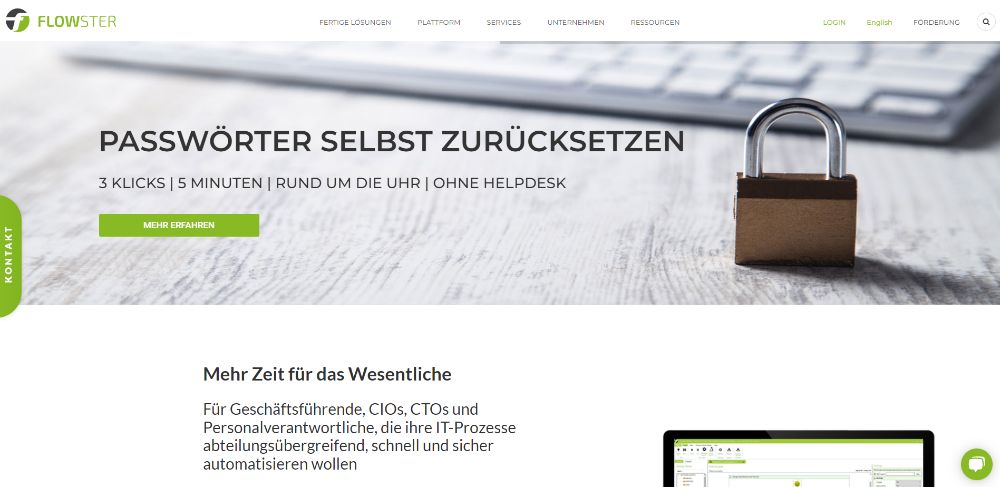 FLOWSTER
FERTIGE LÖSUNGEN
PLATTFORM
SERVICES
UNTERNEHMEN
RESSOURCEN
LOGIN
English
FÖRDERUNG
PASSWÖRTER SELBST ZURÜCKSETZEN
3 KLICKS | 5 MINUTEN | RUND UM DIE UHR | OHNE HELPDESK
MEHR ERFAHREN
KONTAKT
Mehr Zeit für das Wesentliche
Für Geschäftsführende, CIOs, CTOs und
Personalverantwortliche, die ihre IT-Prozesse
abteilungsübergreifend, schnell und sicher
automatisieren wollen